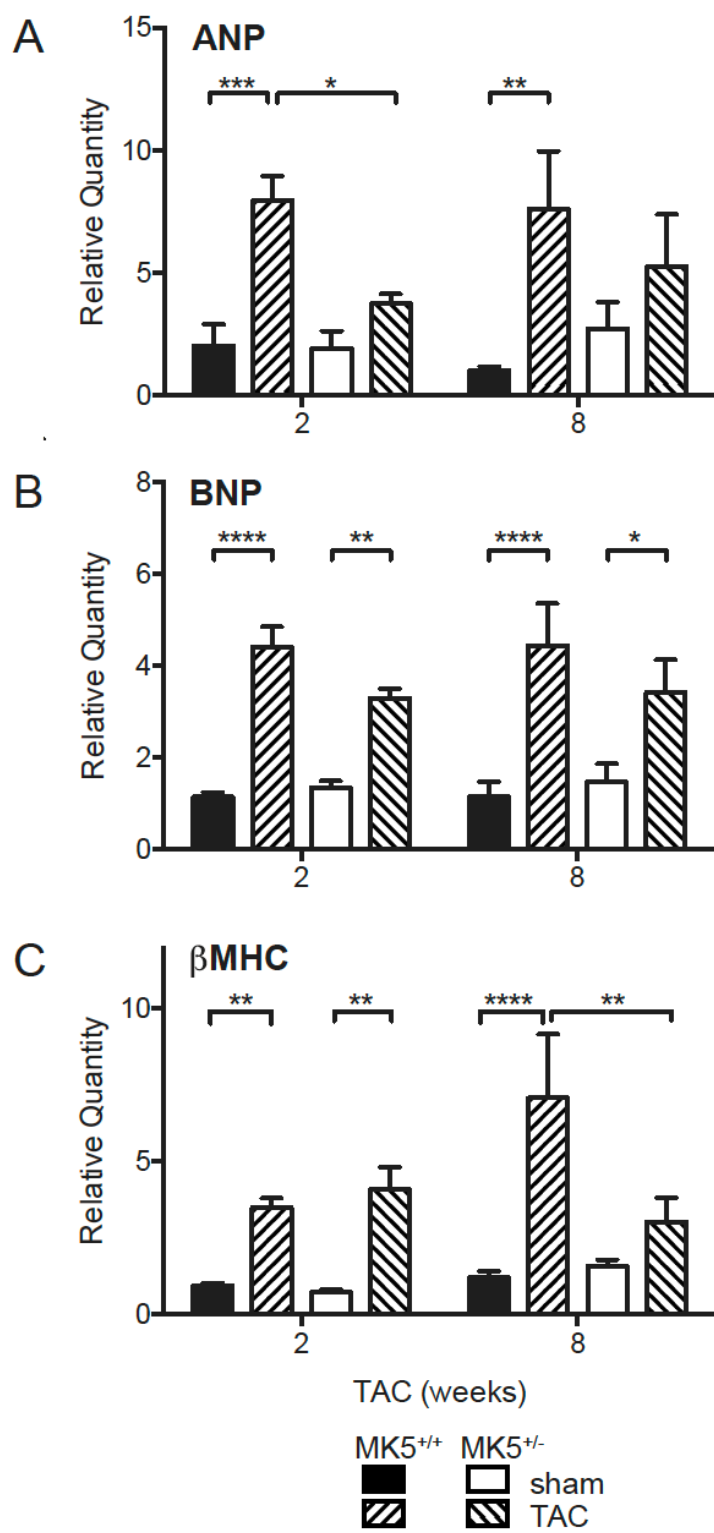 A
ANP
15
10
5
0
Relative Quantity
*** * **
2 8
B
BNP
8
6
4
2
0
Relative Quantity
**** ** **** *
2 8
C
βMHC
10
5
0
Relative Quantity
** ** **** **
2 8
TAC (weeks)
MK5+/+ MK5+/-
sham
TAC